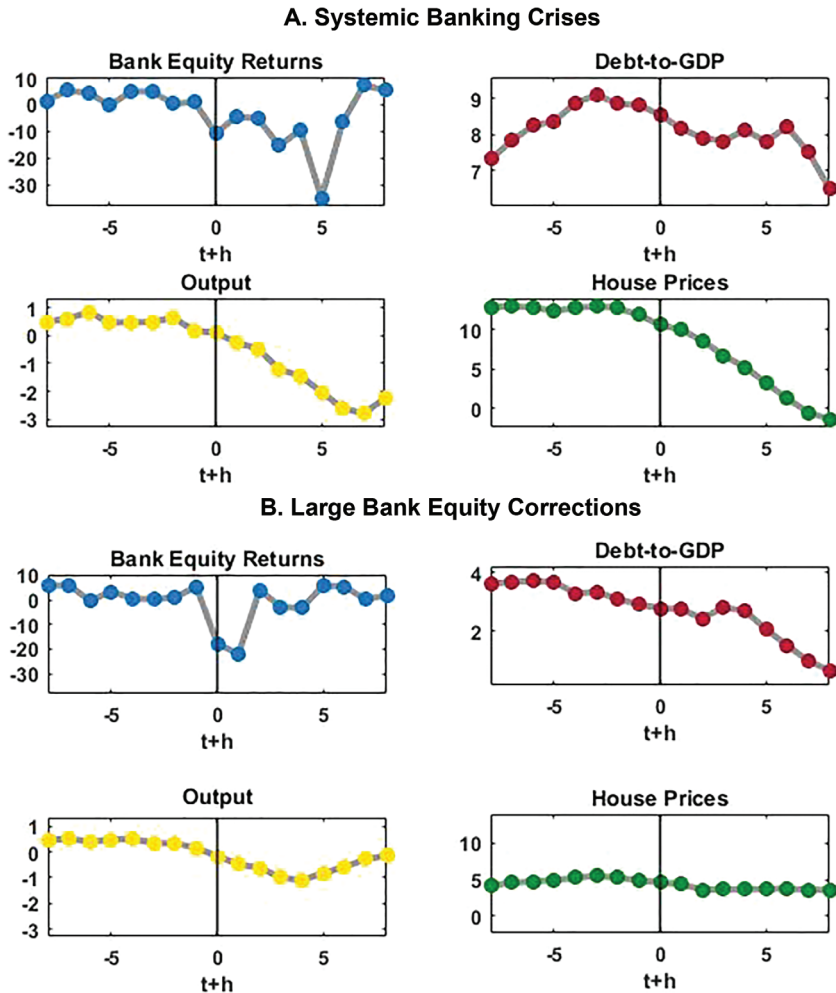 A. Systemic Banking Crises
Bank Equity Returns
10
0
-10
-20
-30
-5 0 5
t+h
Debt-to-GDP
9
8
7
-5 0 5
t+h
Output
1
0
-1
-2
-3
-5 0 5
t+h
House Prices
10
5
0
-5 0 5
t+h
B. Large Bank Equity Corrections
Bank Equity Returns
10
0
-10
-20
-30
-5 0 5
t+h
Debt-to-GDP
4
2
-5 0 5
t+h
Output
1
0
-1
-2
-3
-5 0 5
t+h
House Prices
10
5
0
-5 0 5
t+h